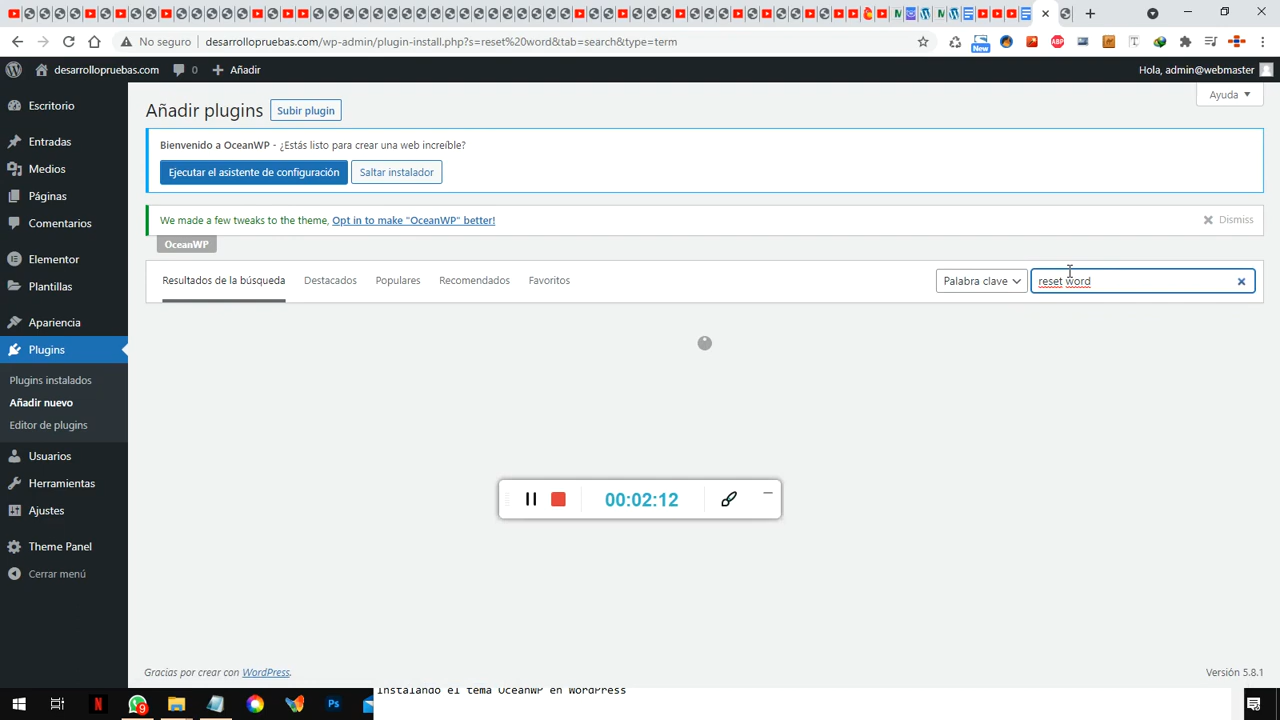 No seguro
desarrollopruebas.com/wp-admin/plugin-install.php?s=reset%20word&tab=search&type=term
New
ABP
desarrollopruebas.com
0
Añadir
Hola, admin@webmaster
Escritorio
Entradas
Medios
Páginas
Comentarios
Elementor
Plantillas
Apariencia
Plugins
Plugins instalados
Añadir nuevo
Editor de plugins
Usuarios
Herramientas
Ajustes
Theme Panel
Cerrar menú
Ayuda
Añadir plugins
Subir plugin
Bienvenido a OceanWP - ¿Estás listo para crear una web increíble?
Ejecutar el asistente de configuración
Saltar instalador
We made a few tweaks to the theme, Opt in to make "OceanWP" better!
Dismiss
OceanWP
Resultados de la búsqueda
Destacados
Populares
Recomendados
Favoritos
Palabra clave
reset word
00:02:12
Gracias por crear con WordPress.
Versión 5.8.1
Instalando el tema OceanWP en WordPress
9
Ps